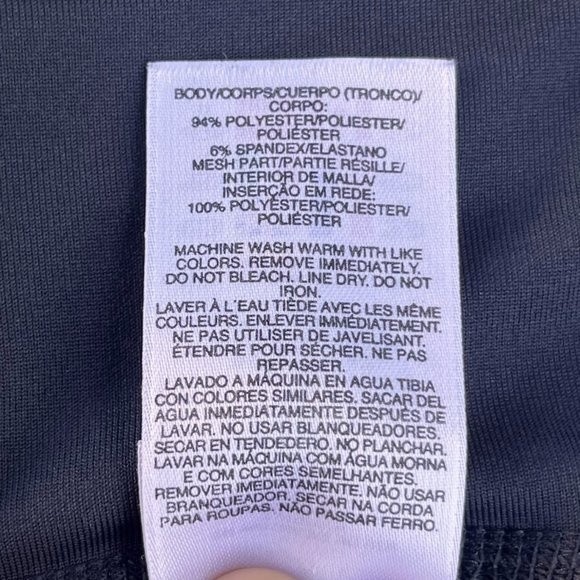 BODY/CORPS/CUERPO (TRONCO)/
CORPO:
94% POLYESTER/POLIESTER/
POLIÉSTER
6% SPANDEX/ELASTANO
MESH PART/PARTIE RÉSILLE/
INTERIOR DE MALLA/
INSERÇÃO EM REDE:
100% POLYESTER/POLIESTER/
POLIÉSTER
MACHINE WASH WARM WITH LIKE
COLORS. REMOVE IMMEDIATELY.
DO NOT BLEACH. LINE DRY. DO NOT
IRON.
LAVER À L'EAU TIÈDE AVEC LES MÊME
COULEURS. ENLEVER IMMÉDIATEMENT.
NE PAS UTILISER DE JAVELISANT.
ÉTENDRE POUR SÉCHER. NE PAS
REPASSER.
LAVADO A MÁQUINA EN AGUA TIBIA
CON COLORES SIMILARES. SACAR DEL
AGUA INMEDIATAMENTE DESPUÉS DE
LAVAR. NO USAR BLANQUEADORES.
SECAR EN TENDEDERO. NO PLANCHAR.
LAVAR NA MÁQUINA COM ÁGUA MORNA
E COM CORES SEMELHANTES.
REMOVER IMEDIATAMENTE. NÃO USAR
BRANQUEADOR, SECAR NA CORDA
PARA ROUPAS. NÃO PASSAR FERRO.